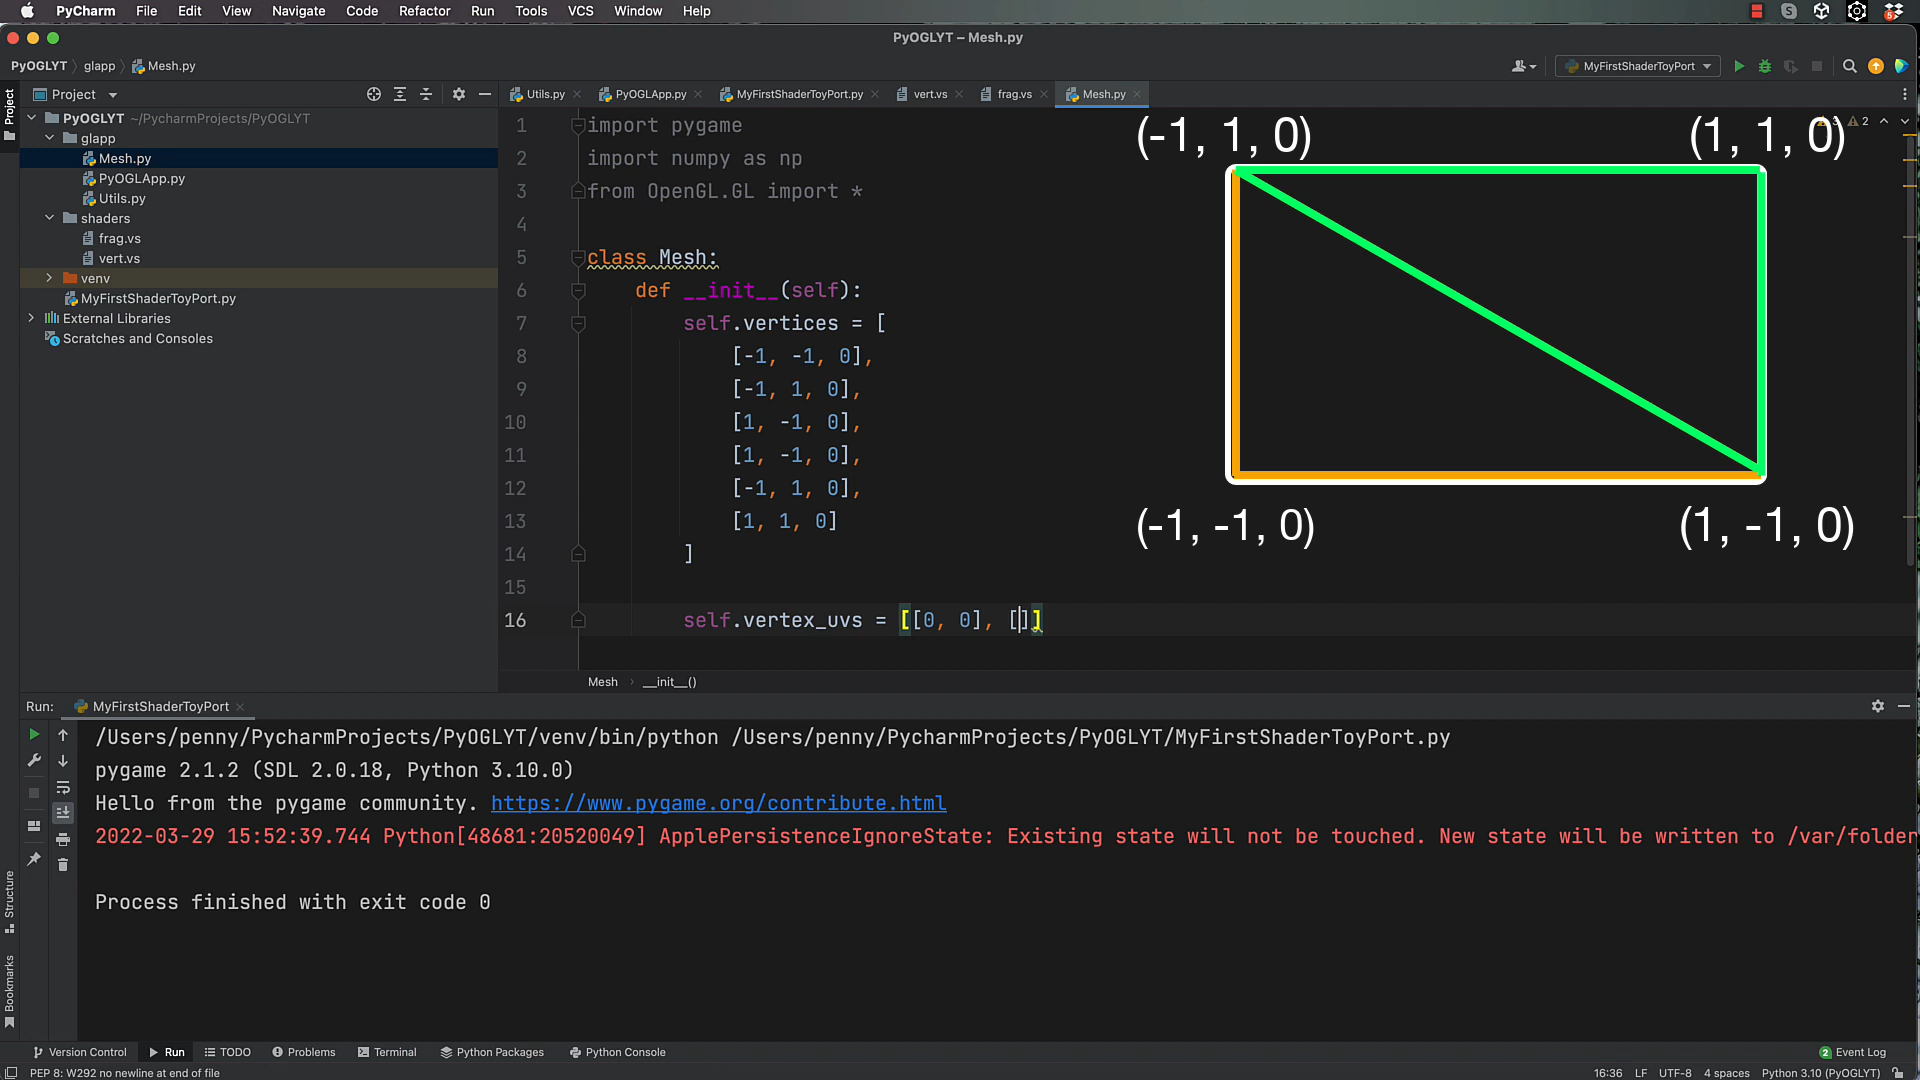 PyCharm File Edit View Navigate Code Refactor Run Tools VCS Window Help
PyOGLYT – Mesh.py
PyOGLYT glapp Mesh.py
MyFirstShaderToyPort
Project
Project
Utils.py PyOGLApp.py MyFirstShaderToyPort.py vert.vs frag.vs Mesh.py
PyOGLYT ~/PycharmProjects/PyOGLYT
glapp
Mesh.py
PyOGLApp.py
Utils.py
shaders
frag.vs
vert.vs
venv
MyFirstShaderToyPort.py
External Libraries
Scratches and Consoles
1 import pygame
2 import numpy as np
3 from OpenGL.GL import *
4
5 class Mesh:
6 def __init__(self):
7 self.vertices = [
8 [-1, -1, 0],
9 [-1, 1, 0],
10 [1, -1, 0],
11 [1, -1, 0],
12 [-1, 1, 0],
13 [1, 1, 0]
14 ]
15
16 self.vertex_uvs = [[0, 0], []]
(-1, 1, 0) (1, 1, 0)
2
(-1, -1, 0) (1, -1, 0)
Mesh __init__()
Run: MyFirstShaderToyPort
/Users/penny/PycharmProjects/PyOGLYT/venv/bin/python /Users/penny/PycharmProjects/PyOGLYT/MyFirstShaderToyPort.py
pygame 2.1.2 (SDL 2.0.18, Python 3.10.0)
Hello from the pygame community. https://www.pygame.org/contribute.html
2022-03-29 15:52:39.744 Python[48681:20520049] ApplePersistenceIgnoreState: Existing state will not be touched. New state will be written to /var/folder
Process finished with exit code 0
Structure
Bookmarks
Version Control Run TODO Problems Terminal Python Packages Python Console
2 Event Log
PEP 8: W292 no newline at end of file
16:36 LF UTF-8 4 spaces Python 3.10 (PyOGLYT)